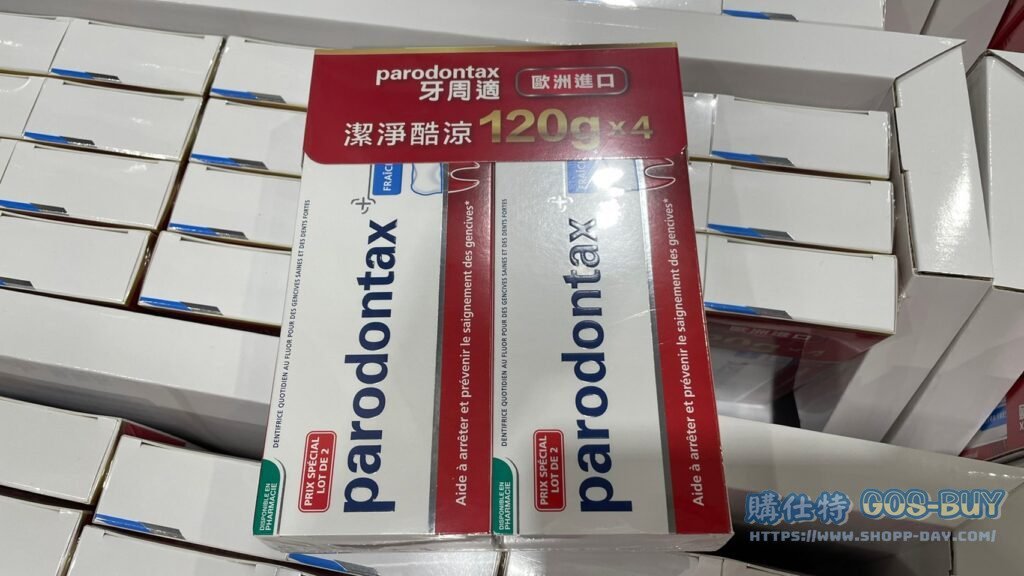 parodontax
牙周適
歐洲進口
潔淨酷涼 120g x 4
parodontax
DENTIFRICE QUOTIDIEN AU FLUOR POUR DES GENCIVES SAINES ET DES DENTS FORTES
Aide à arrêter et prévenir le saignement des gencives*
PRIX SPÉCIAL
LOT DE 2
DISPONIBLE EN
PHARMACIE
parodontax
DENTIFRICE QUOTIDIEN AU FLUOR POUR DES GENCIVES SAINES ET DES DENTS FORTES
Aide à arrêter et prévenir le saignement des gencives*
PRIX SPÉCIAL
LOT DE 2
DISPONIBLE EN
PHARMACIE
購仕特 GOS-BUY
HTTPS://WWW.SHOPP-DAY.COM/